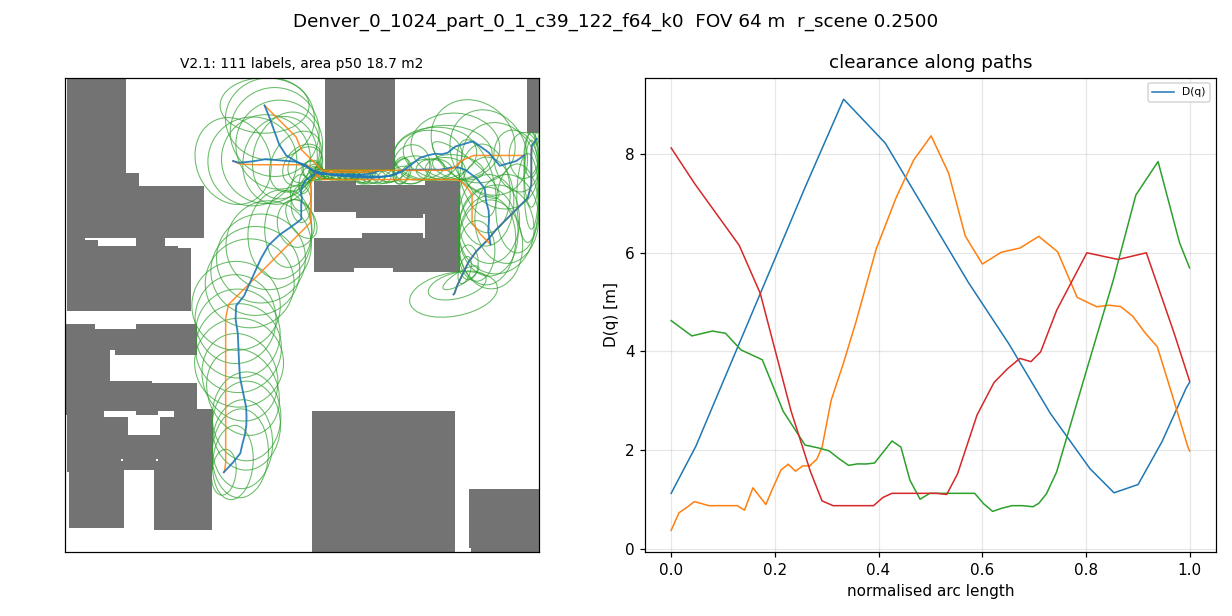 Denver_0_1024_part_0_1_c39_122_f64_k0  FOV 64 m  r_scene 0.2500
V2.1: 111 labels, area p50 18.7 m2
clearance along paths
D(q)
8
6
4
2
0
D(q) [m]
0.0 0.2 0.4 0.6 0.8 1.0
normalised arc length